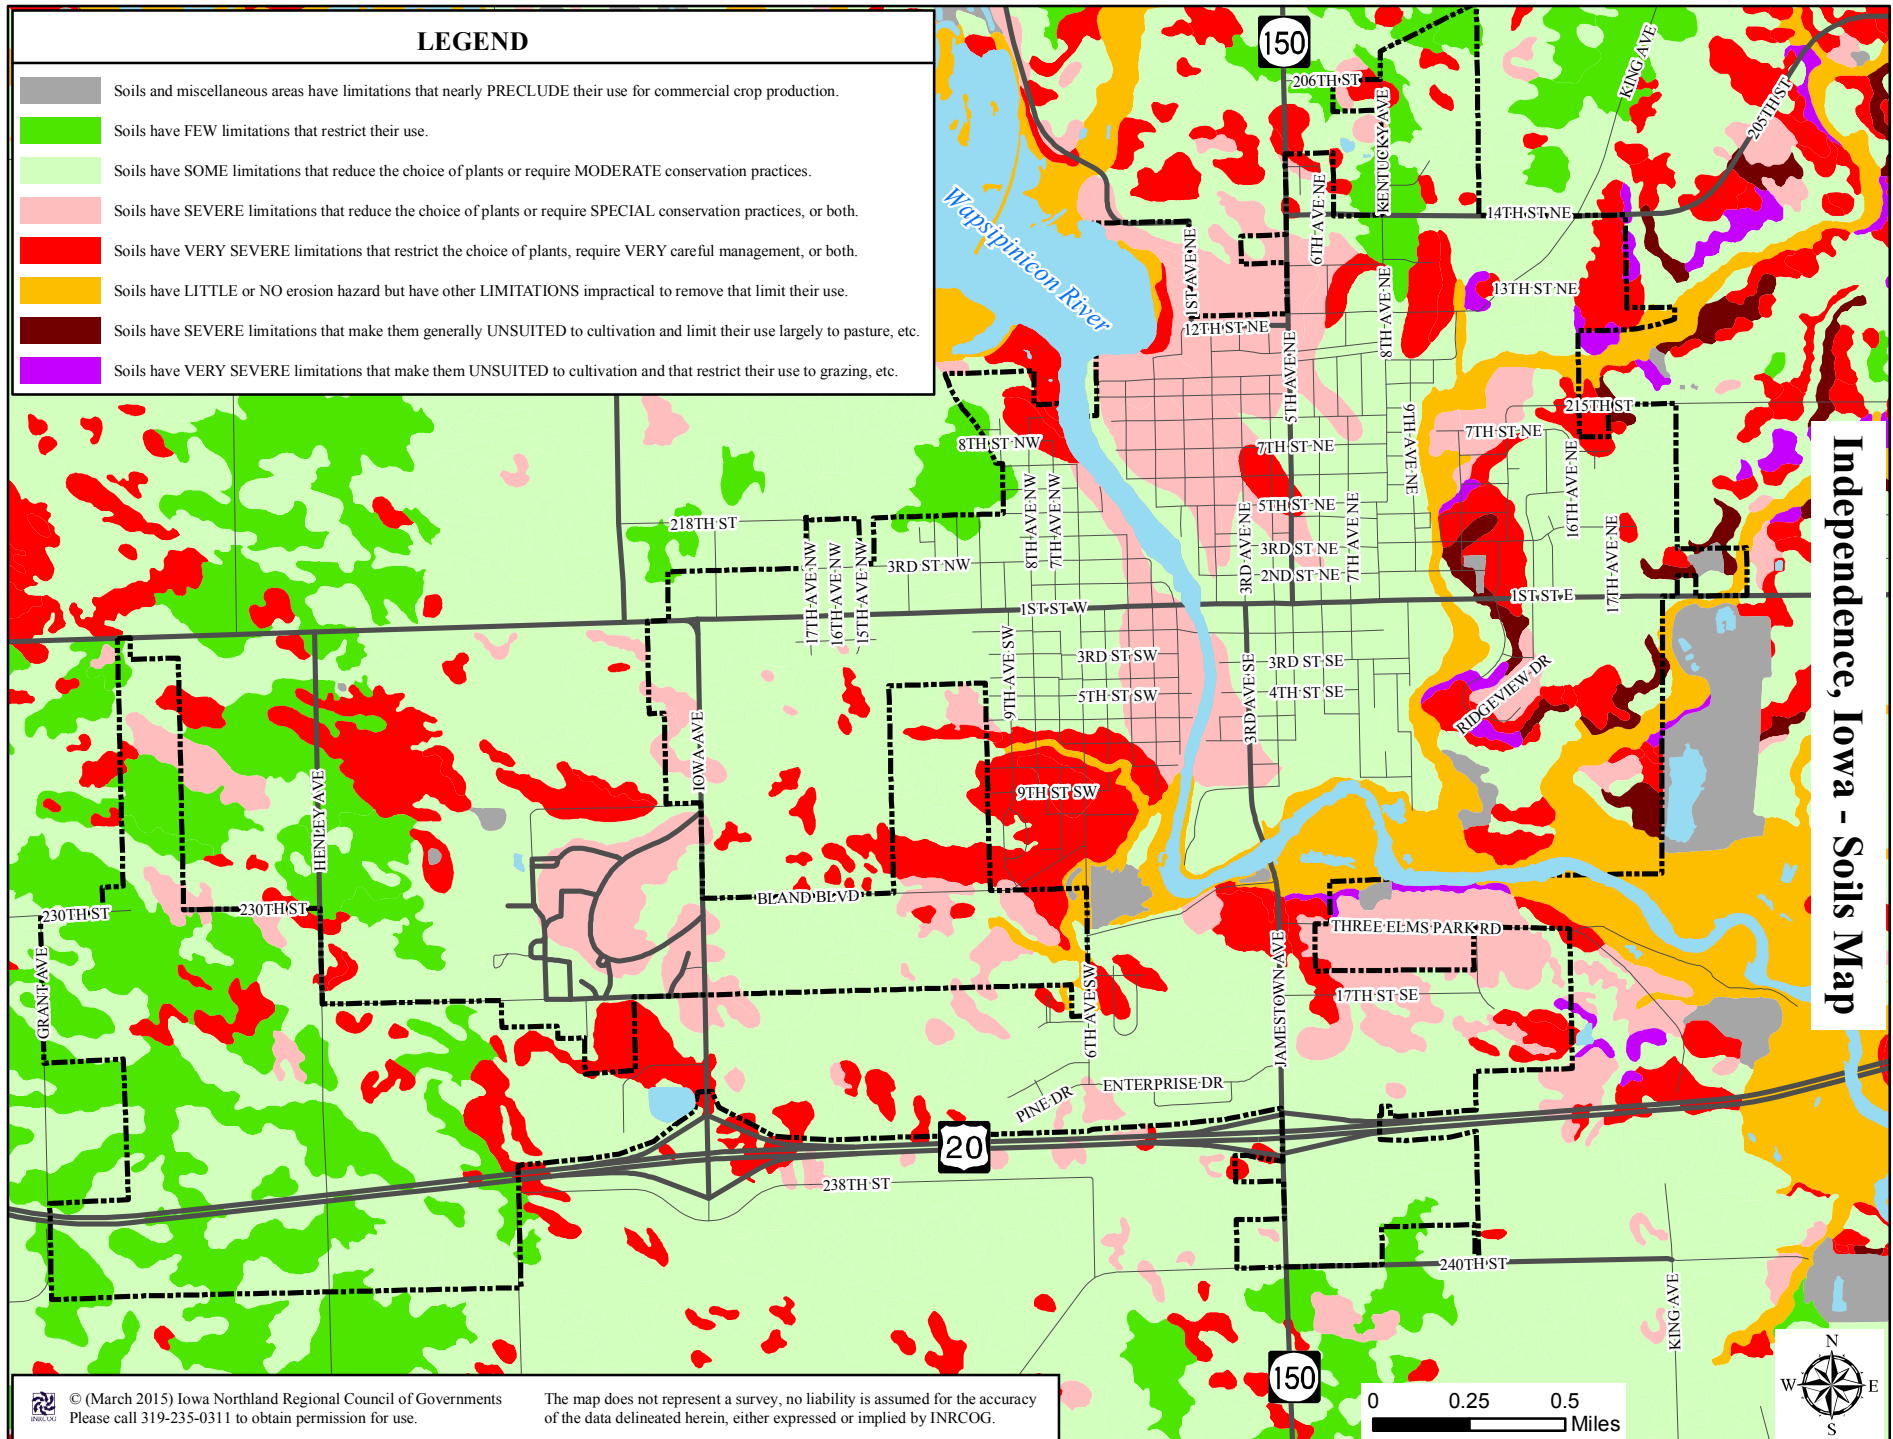 LEGEND
Soils and miscellaneous areas have limitations that nearly PRECLUDE their use for commercial crop production.
Soils have FEW limitations that restrict their use.
Soils have SOME limitations that reduce the choice of plants or require MODERATE conservation practices.
Soils have SEVERE limitations that reduce the choice of plants or require SPECIAL conservation practices, or both.
Soils have VERY SEVERE limitations that restrict the choice of plants, require VERY careful management, or both.
Soils have LITTLE or NO erosion hazard but have other LIMITATIONS impractical to remove that limit their use.
Soils have SEVERE limitations that make them generally UNSUITED to cultivation and limit their use largely to pasture, etc.
Soils have VERY SEVERE limitations that make them UNSUITED to cultivation and that restrict their use to grazing, etc.
Independence, Iowa - Soils Map
150
206TH ST
KENTUCKY AVE
KING AVE
205TH ST
6TH AVE NE
14TH ST NE
Wapsipinicon River
1ST AVE NE
13TH ST NE
12TH ST NE
8TH AVE NE
5TH AVE NE
9TH AVE NE
215TH ST
7TH ST NE
8TH ST NW
7TH ST NE
16TH AVE NE
8TH AVE NW
7TH AVE NW
5TH ST NE
3RD AVE NE
7TH AVE NE
17TH AVE NE
218TH ST
17TH AVE NW
16TH AVE NW
15TH AVE NW
3RD ST NW
3RD ST NE
2ND ST NE
1ST ST W
1ST ST E
9TH AVE SW
3RD ST SW
5TH ST SW
3RD AVE SE
3RD ST SE
4TH ST SE
RIDGEVIEW DR
IOWA AVE
HENLEY AVE
9TH ST SW
BLAND BLVD
230TH ST
230TH ST
GRANT AVE
THREE ELMS PARK RD
JAMESTOWN AVE
6TH AVE SW
17TH ST SE
PINE DR
ENTERPRISE DR
20
238TH ST
240TH ST
KING AVE
150
INRCOG
© (March 2015) Iowa Northland Regional Council of Governments
Please call 319-235-0311 to obtain permission for use.
The map does not represent a survey, no liability is assumed for the accuracy
of the data delineated herein, either expressed or implied by INRCOG.
0 0.25 0.5
Miles
N
W E
S